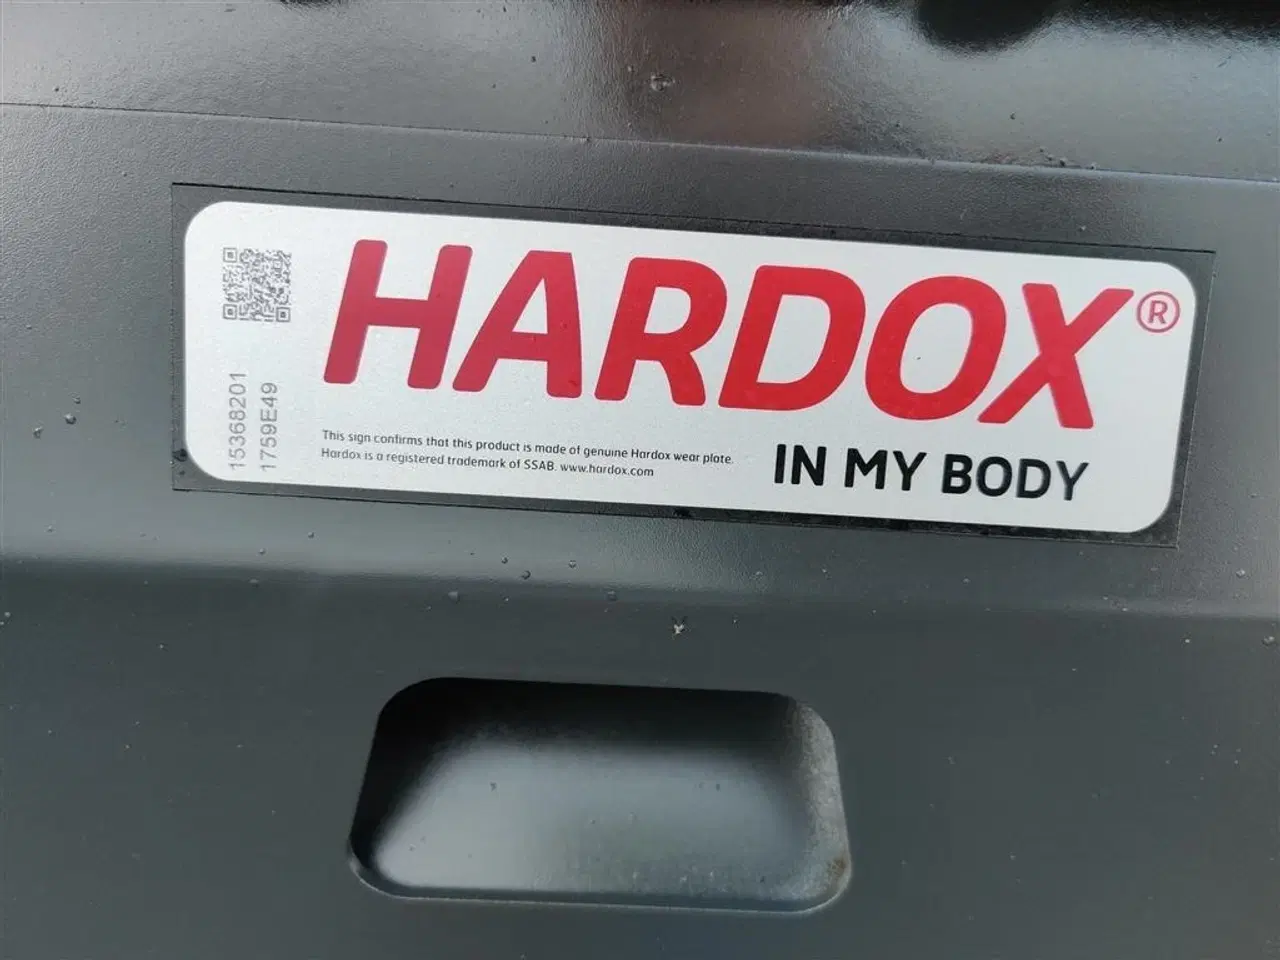 HARDOX®
IN MY BODY
This sign confirms that this product is made of genuine Hardox wear plate.
Hardox is a registered trademark of SSAB. www.hardox.com
15368201
1759E49